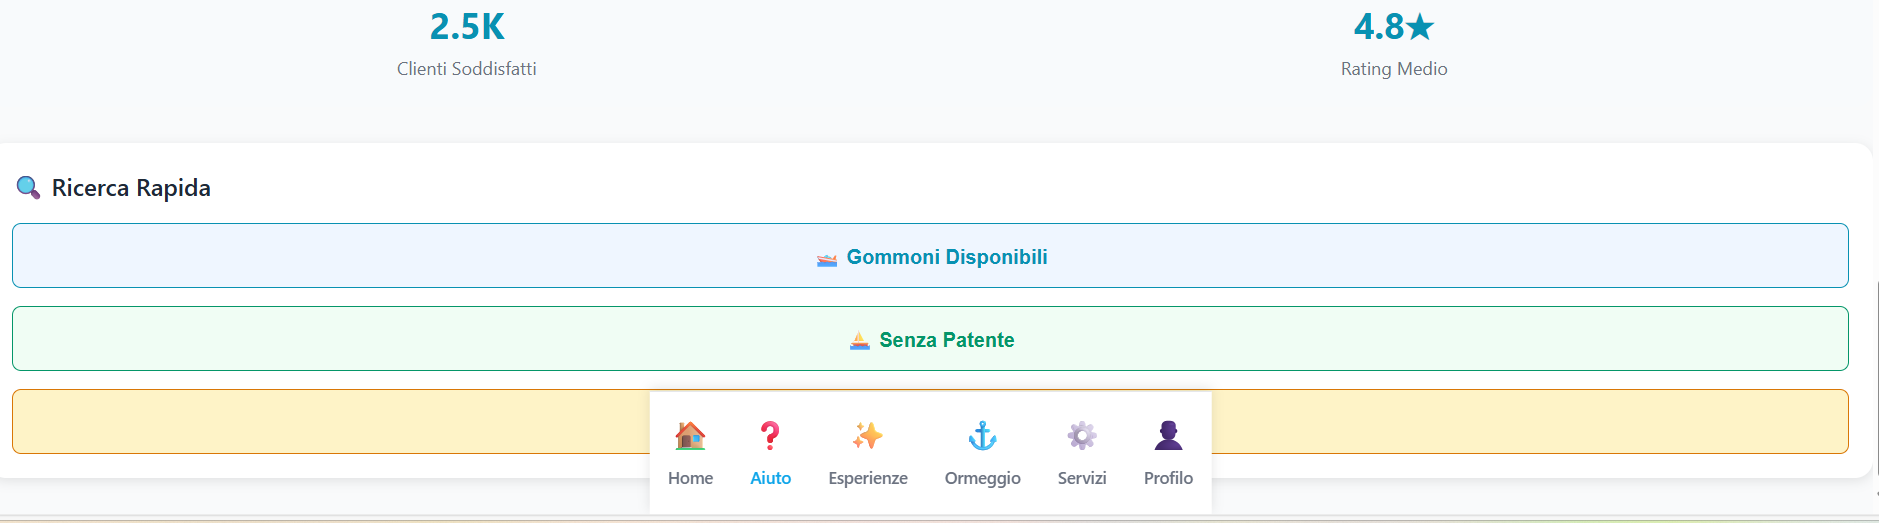 2.5K
Clienti Soddisfatti
4.8★
Rating Medio
Ricerca Rapida
Gommoni Disponibili
Senza Patente
Home
Aiuto
Esperienze
Ormeggio
Servizi
Profilo